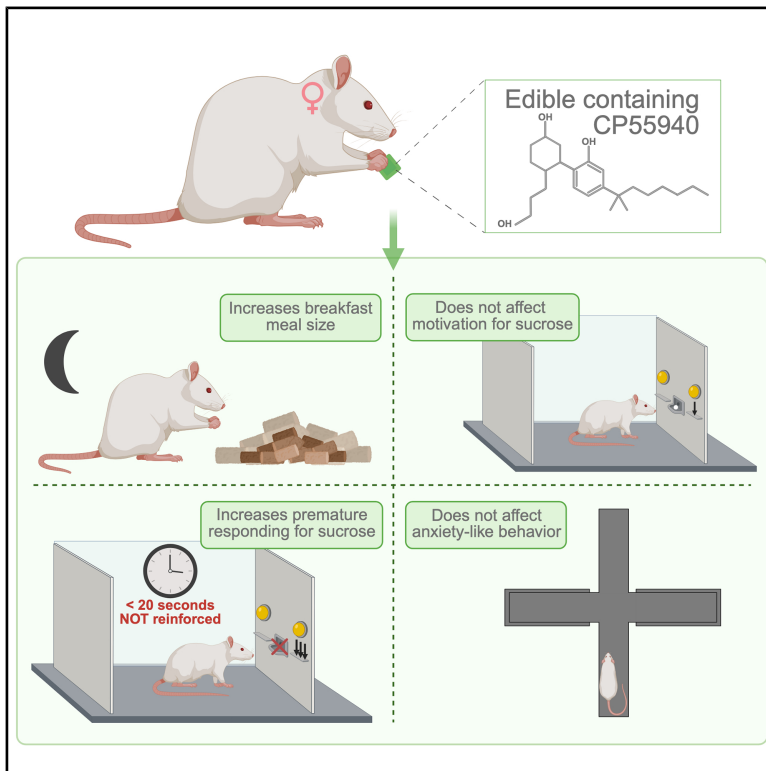 Edible containing
CP55940
OH
OH
OH
Increases breakfast
meal size
Does not affect
motivation for sucrose
Increases premature
responding for sucrose
< 20 seconds
NOT reinforced
Does not affect
anxiety-like behavior